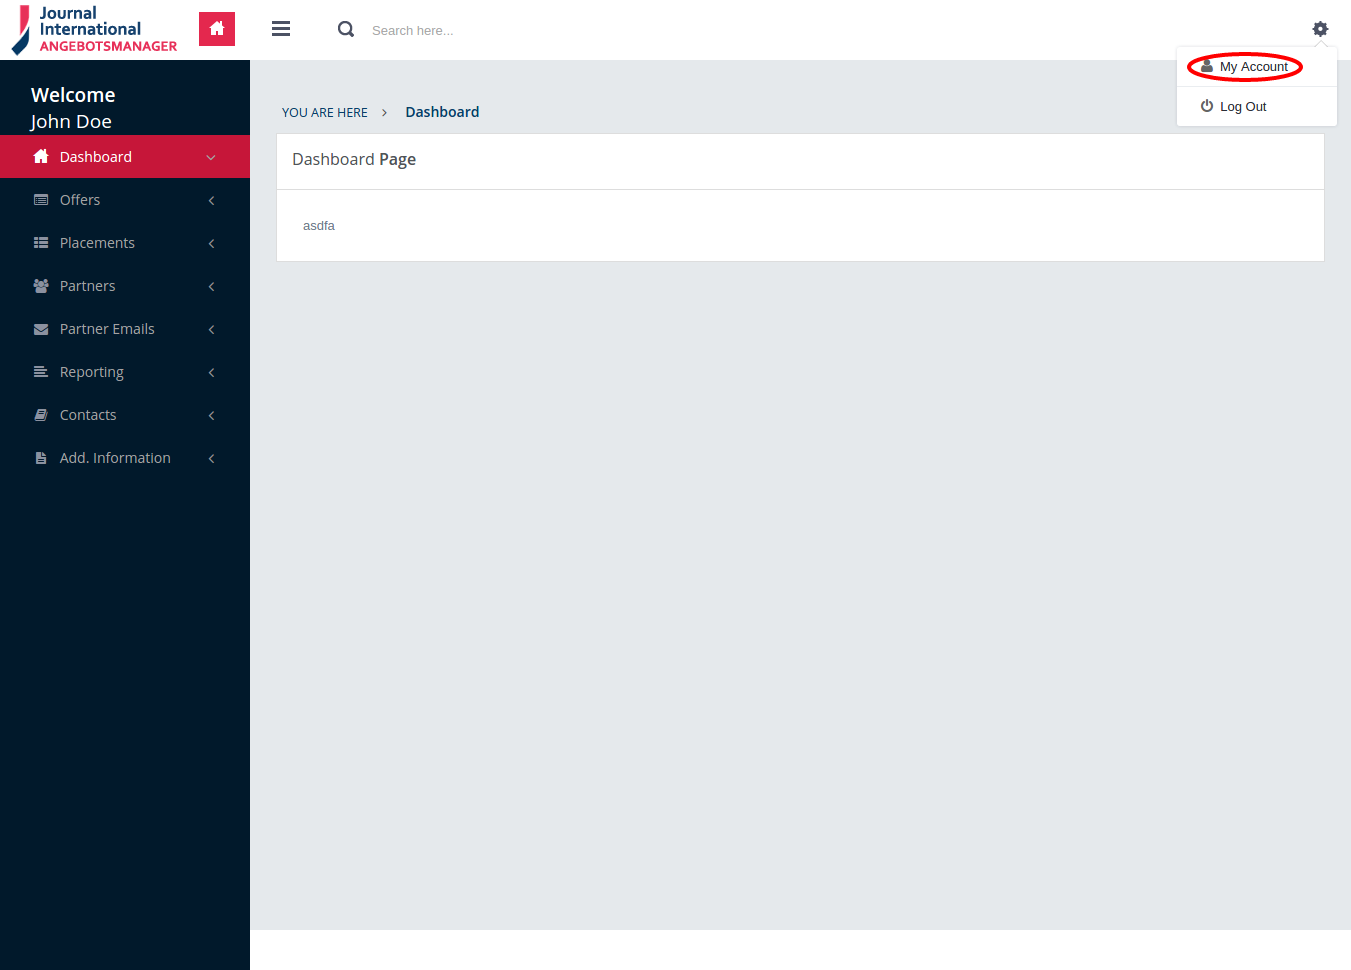 Journal
International
ANGEBOTSMANAGER
Search here...
My Account
Log Out
Welcome
John Doe
Dashboard
Offers
Placements
Partners
Partner Emails
Reporting
Contacts
Add. Information
YOU ARE HERE > Dashboard
Dashboard Page
asdfa